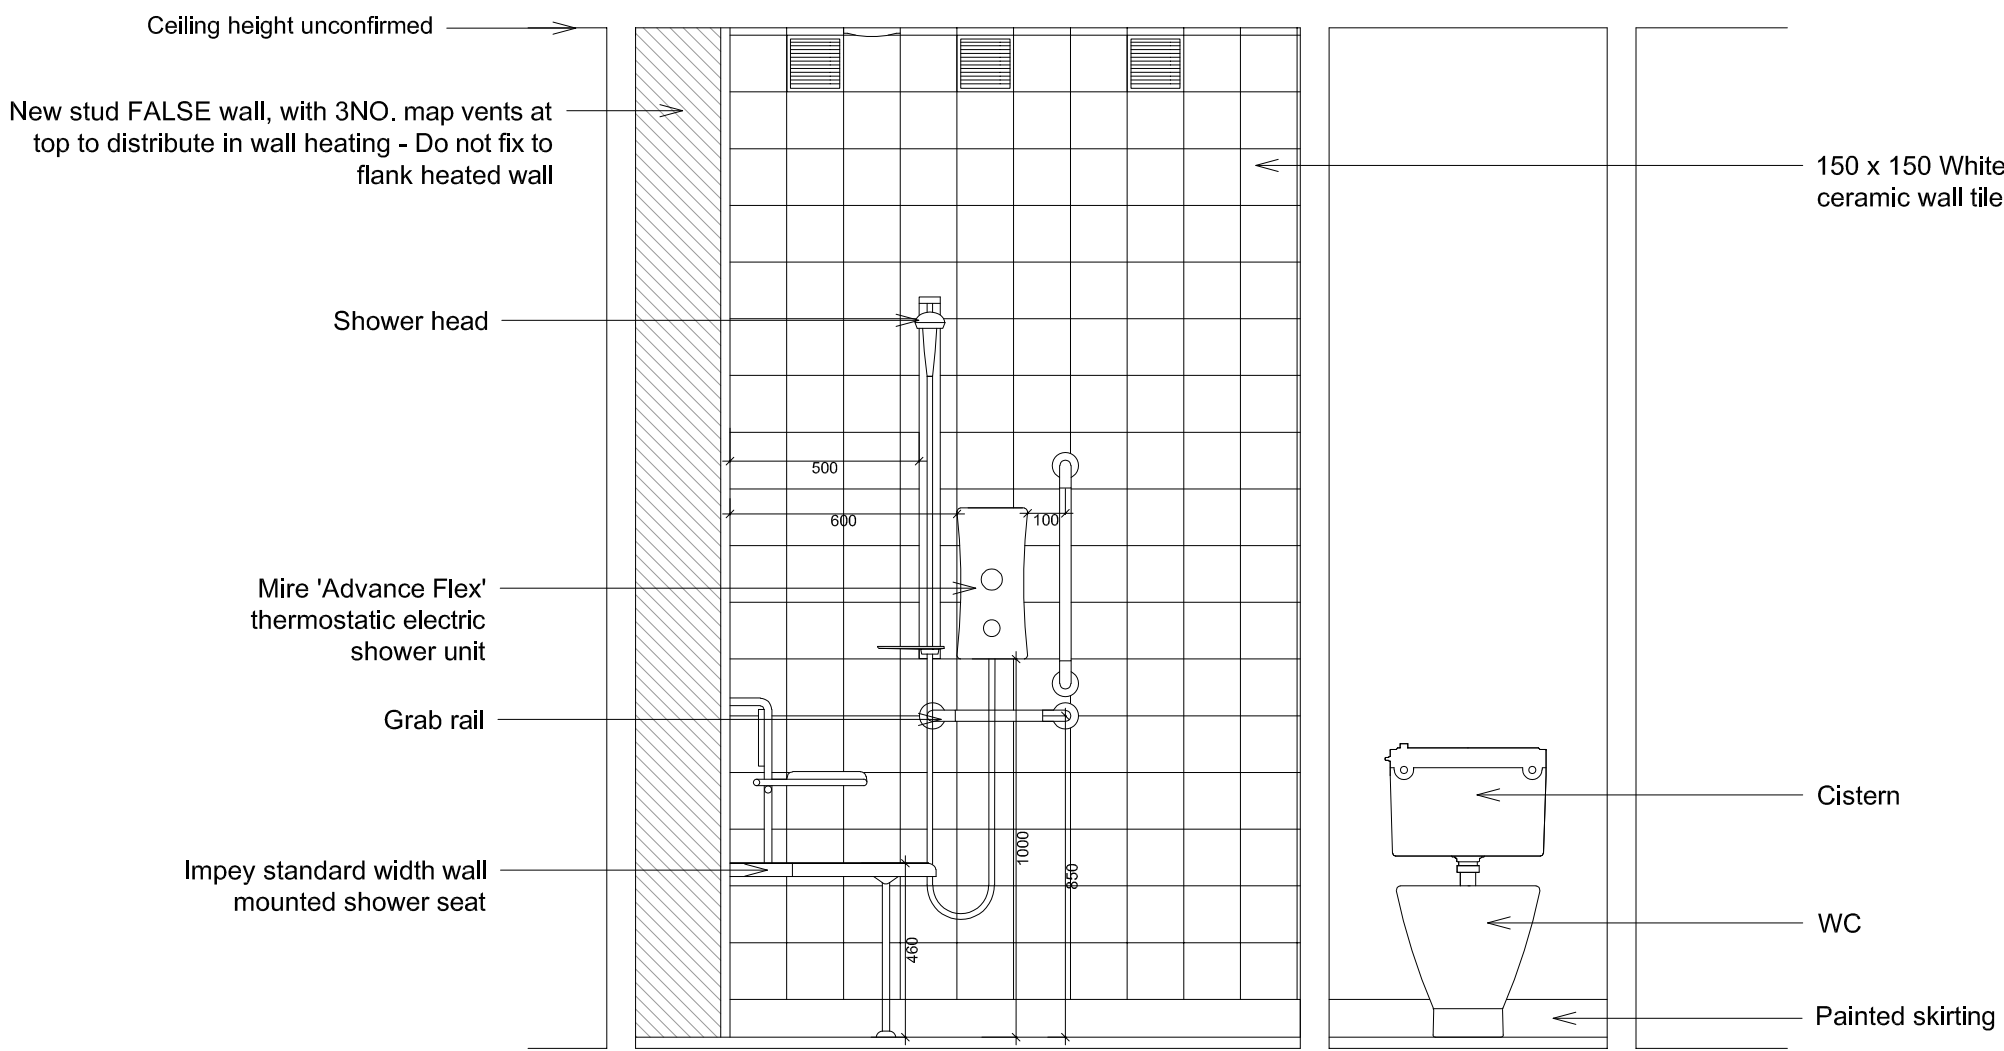 Ceiling height unconfirmed
New stud FALSE wall, with 3NO. map vents at
top to distribute in wall heating - Do not fix to
flank heated wall
150 x 150 White
ceramic wall tile
Shower head
500
600
100
Mire 'Advance Flex'
thermostatic electric
shower unit
Grab rail
Cistern
1000
850
Impey standard width wall
mounted shower seat
WC
460
Painted skirting